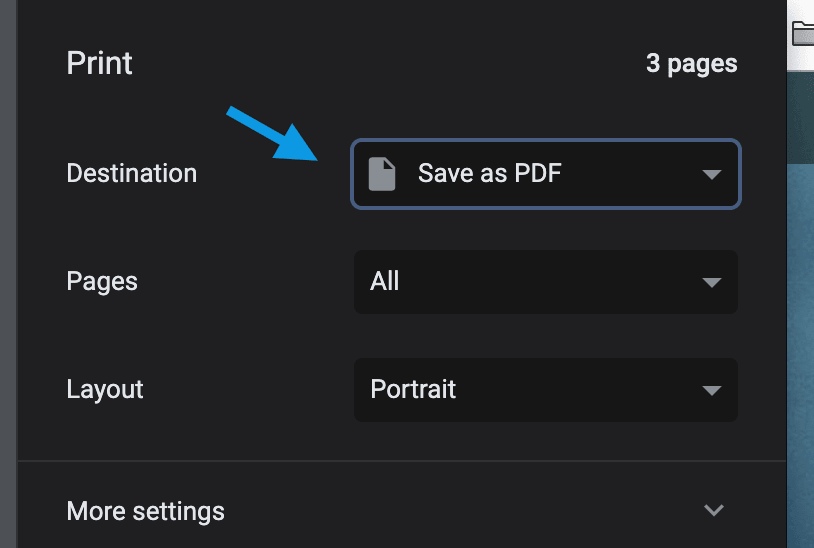 Print 3 pages
Destination Save as PDF
Pages All
Layout Portrait
More settings